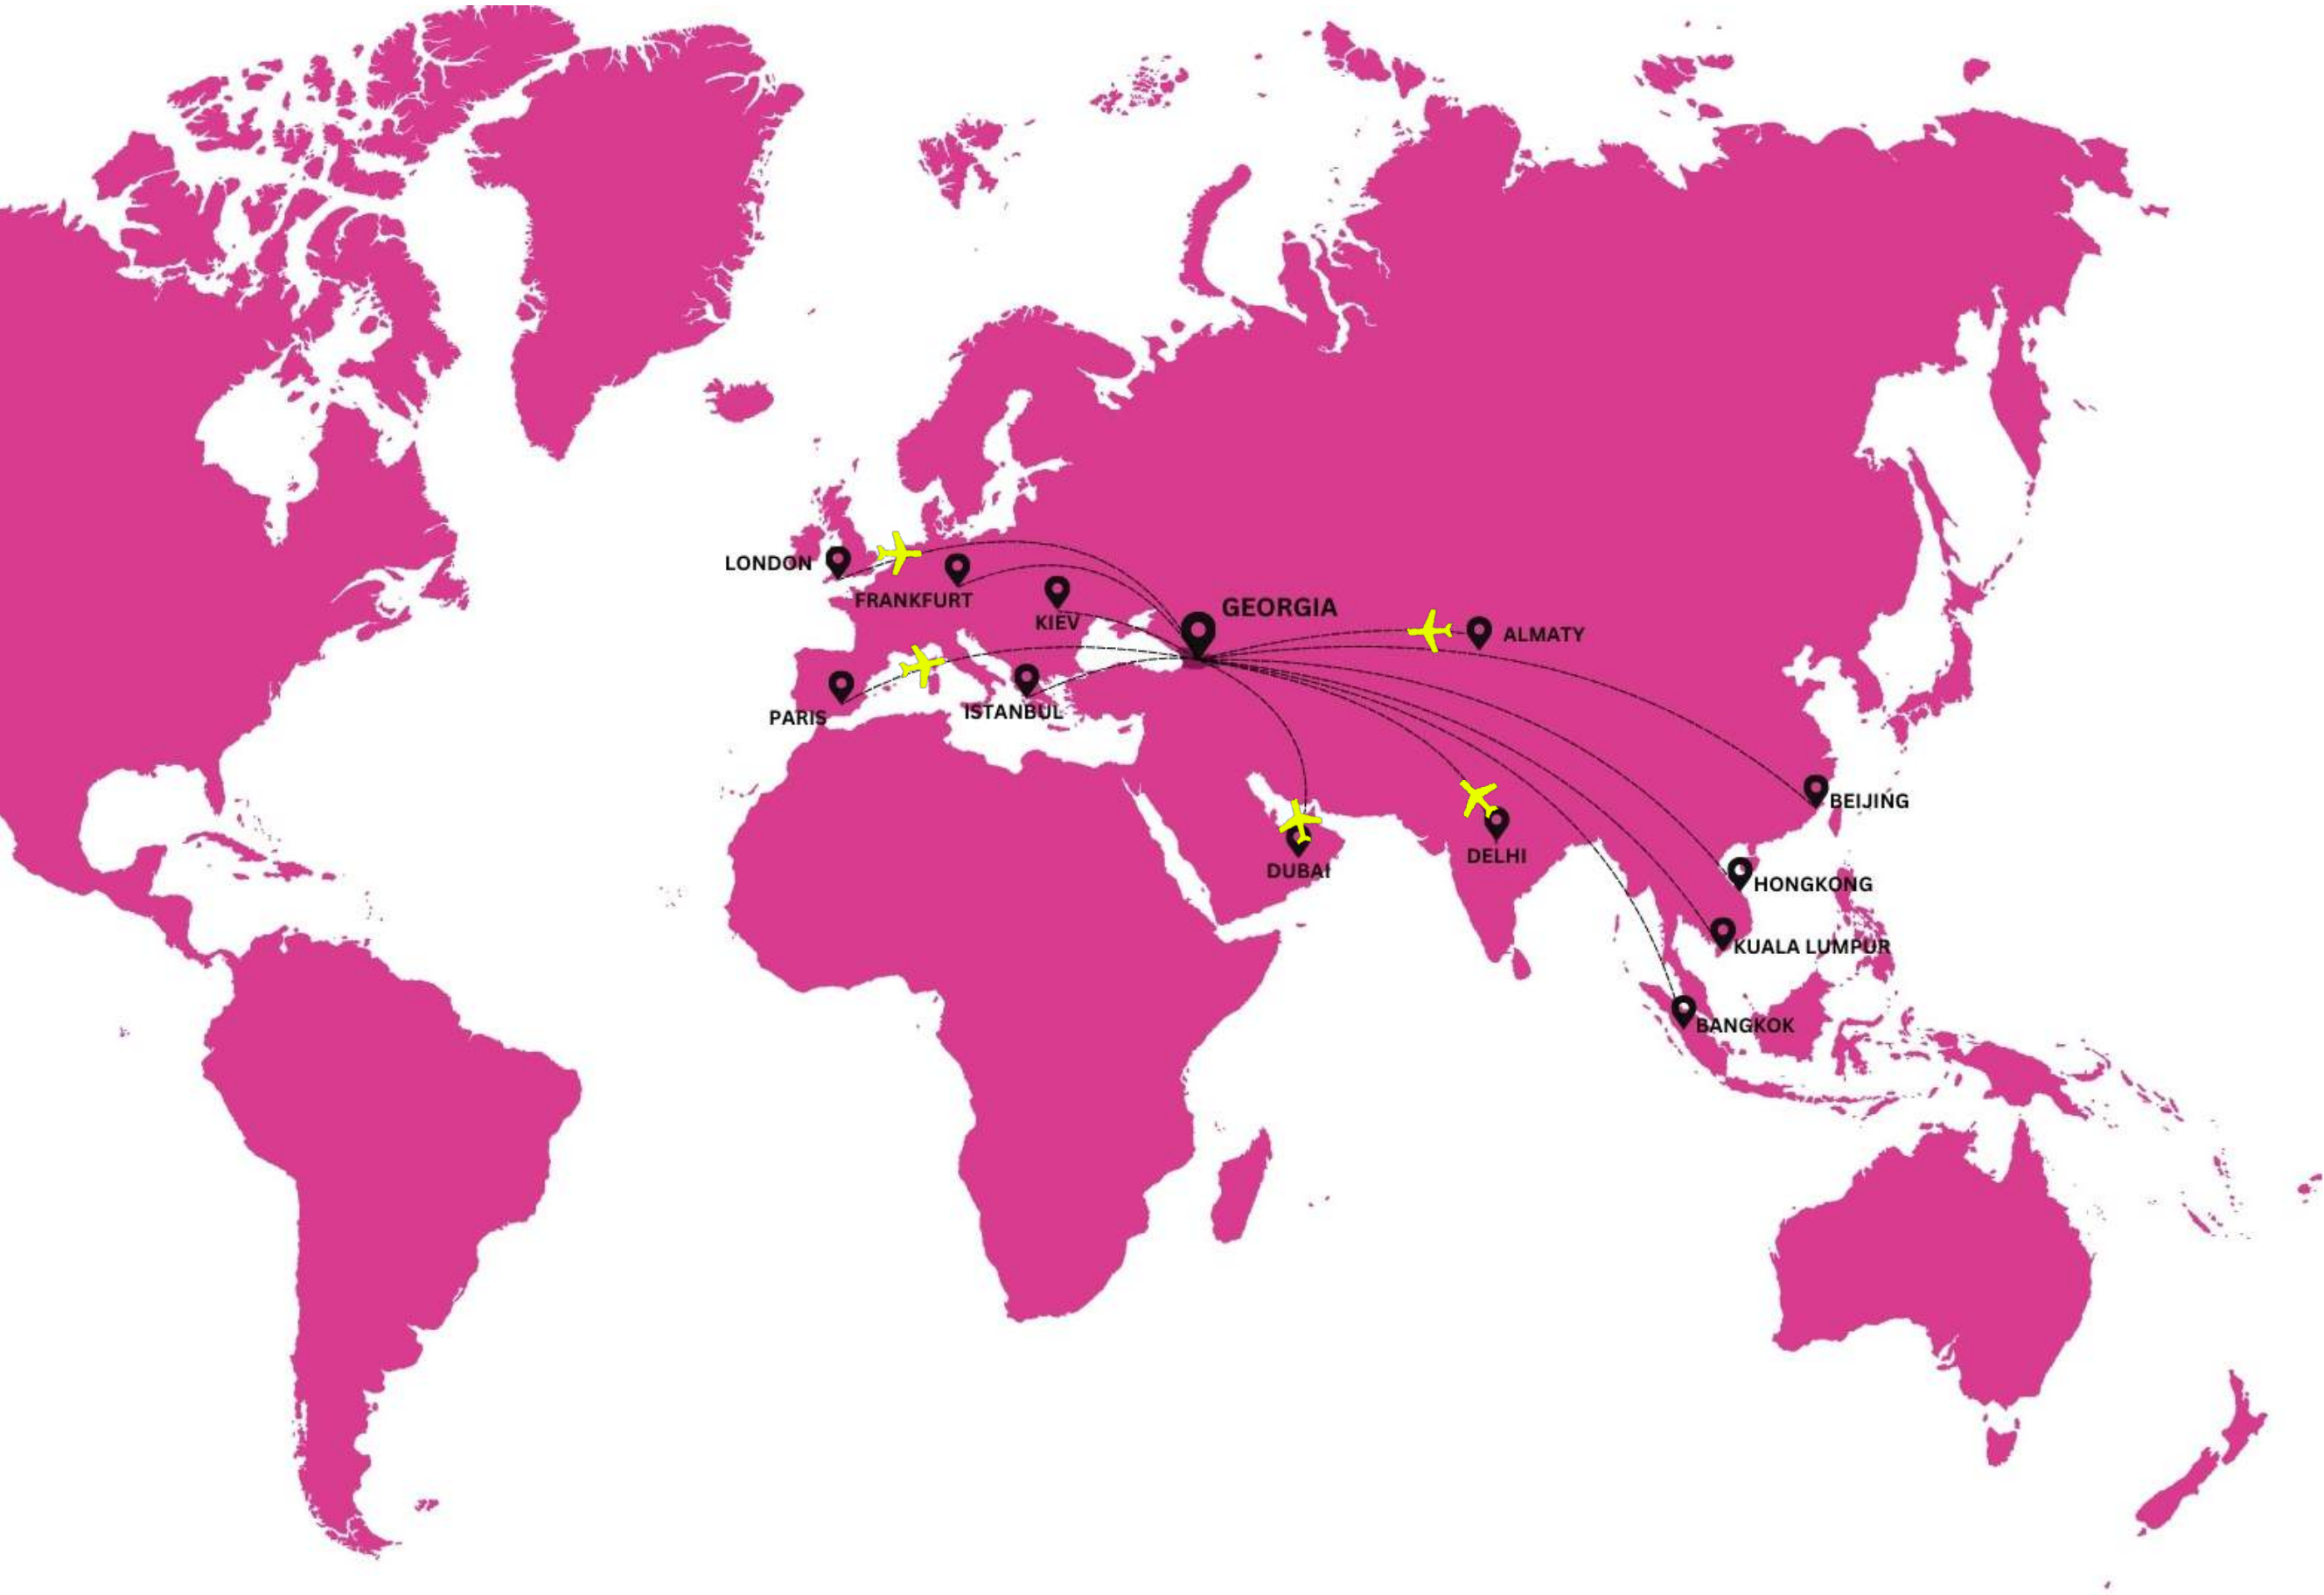 LONDON
FRANKFURT
KIEV
GEORGIA
ALMATY
PARIS
ISTANBUL
DUBAI
DELHI
BEIJING
HONGKONG
KUALA LUMPUR
BANGKOK